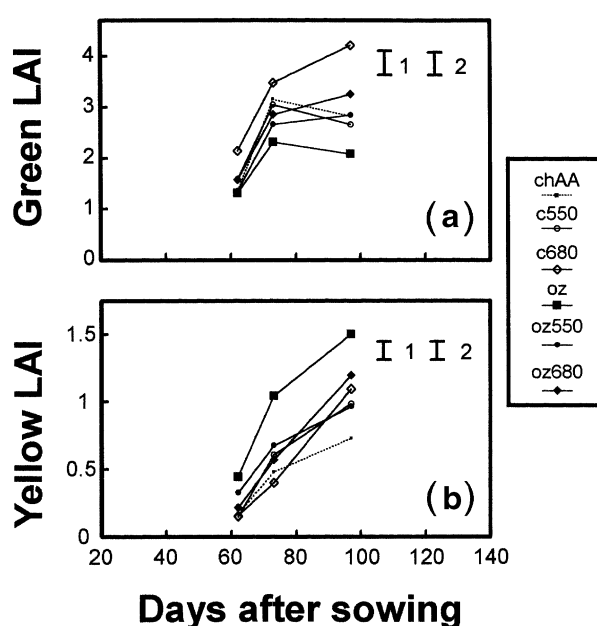 Green LAI
4
3
2
1
0
1 2
(a)
chAA
c550
c680
oz
oz550
oz680
Yellow LAI
1.5
1
0.5
0
1 2
(b)
20 40 60 80 100 120 140
Days after sowing